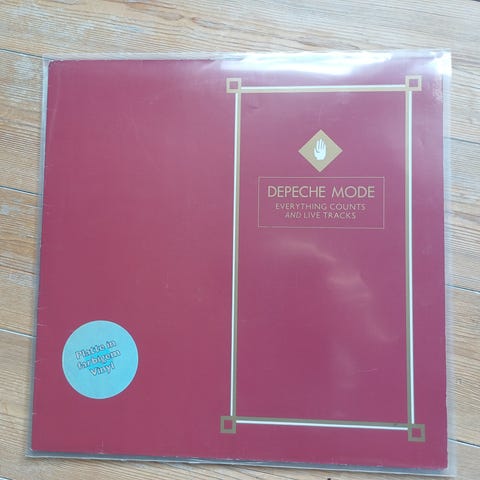 DEPECHE MODE
EVERYTHING COUNTS
AND LIVE TRACKS
Platte in
farbigem
Vinyl